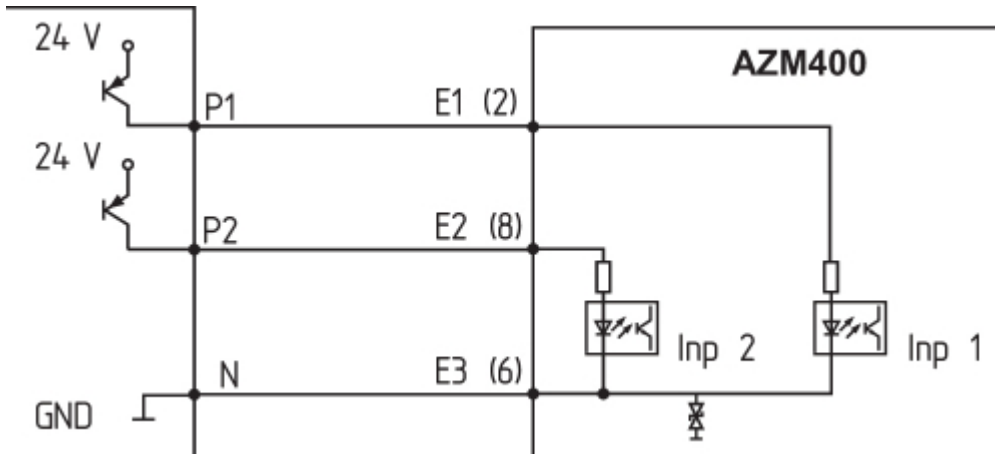 24 V
AZM400
P1
E1 (2)
24 V
P2
E2 (8)
Inp 2
Inp 1
N
E3 (6)
GND